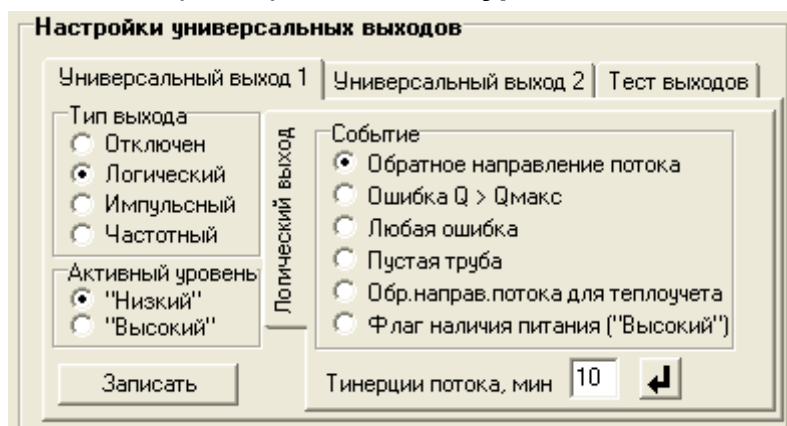 Настройки универсальных выходов
Универсальный выход 1
Универсальный выход 2
Тест выходов
Тип выхода
Отключен
Логический
Импульсный
Частотный
Активный уровень
"Низкий"
"Высокий"
Записать
Логический выход
Событие
Обратное направление потока
Ошибка Q > Qмакс
Любая ошибка
Пустая труба
Обр.направ.потока для теплоучета
Флаг наличия питания ("Высокий")
Тинерции потока, мин 10